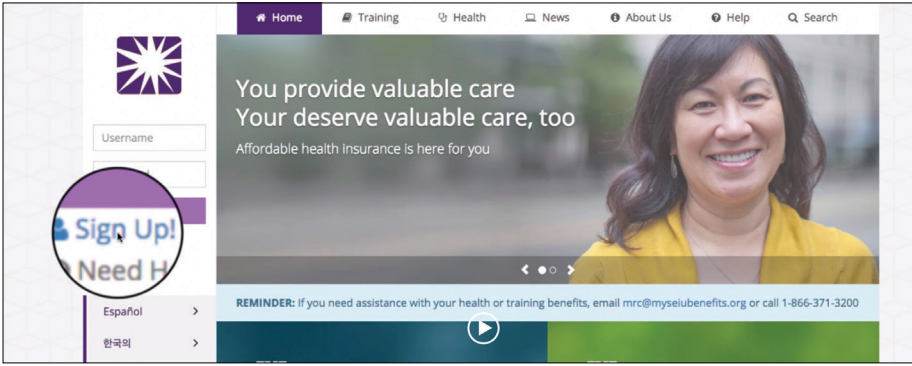 Home
Training
Health
News
About Us
Help
Search
You provide valuable care
Your deserve valuable care, too
Affordable health insurance is here for you
Username
Sign Up!
Need H
REMINDER: If you need assistance with your health or training benefits, email mrc@myseiubenefits.org or call 1-866-371-3200
Español
한국의